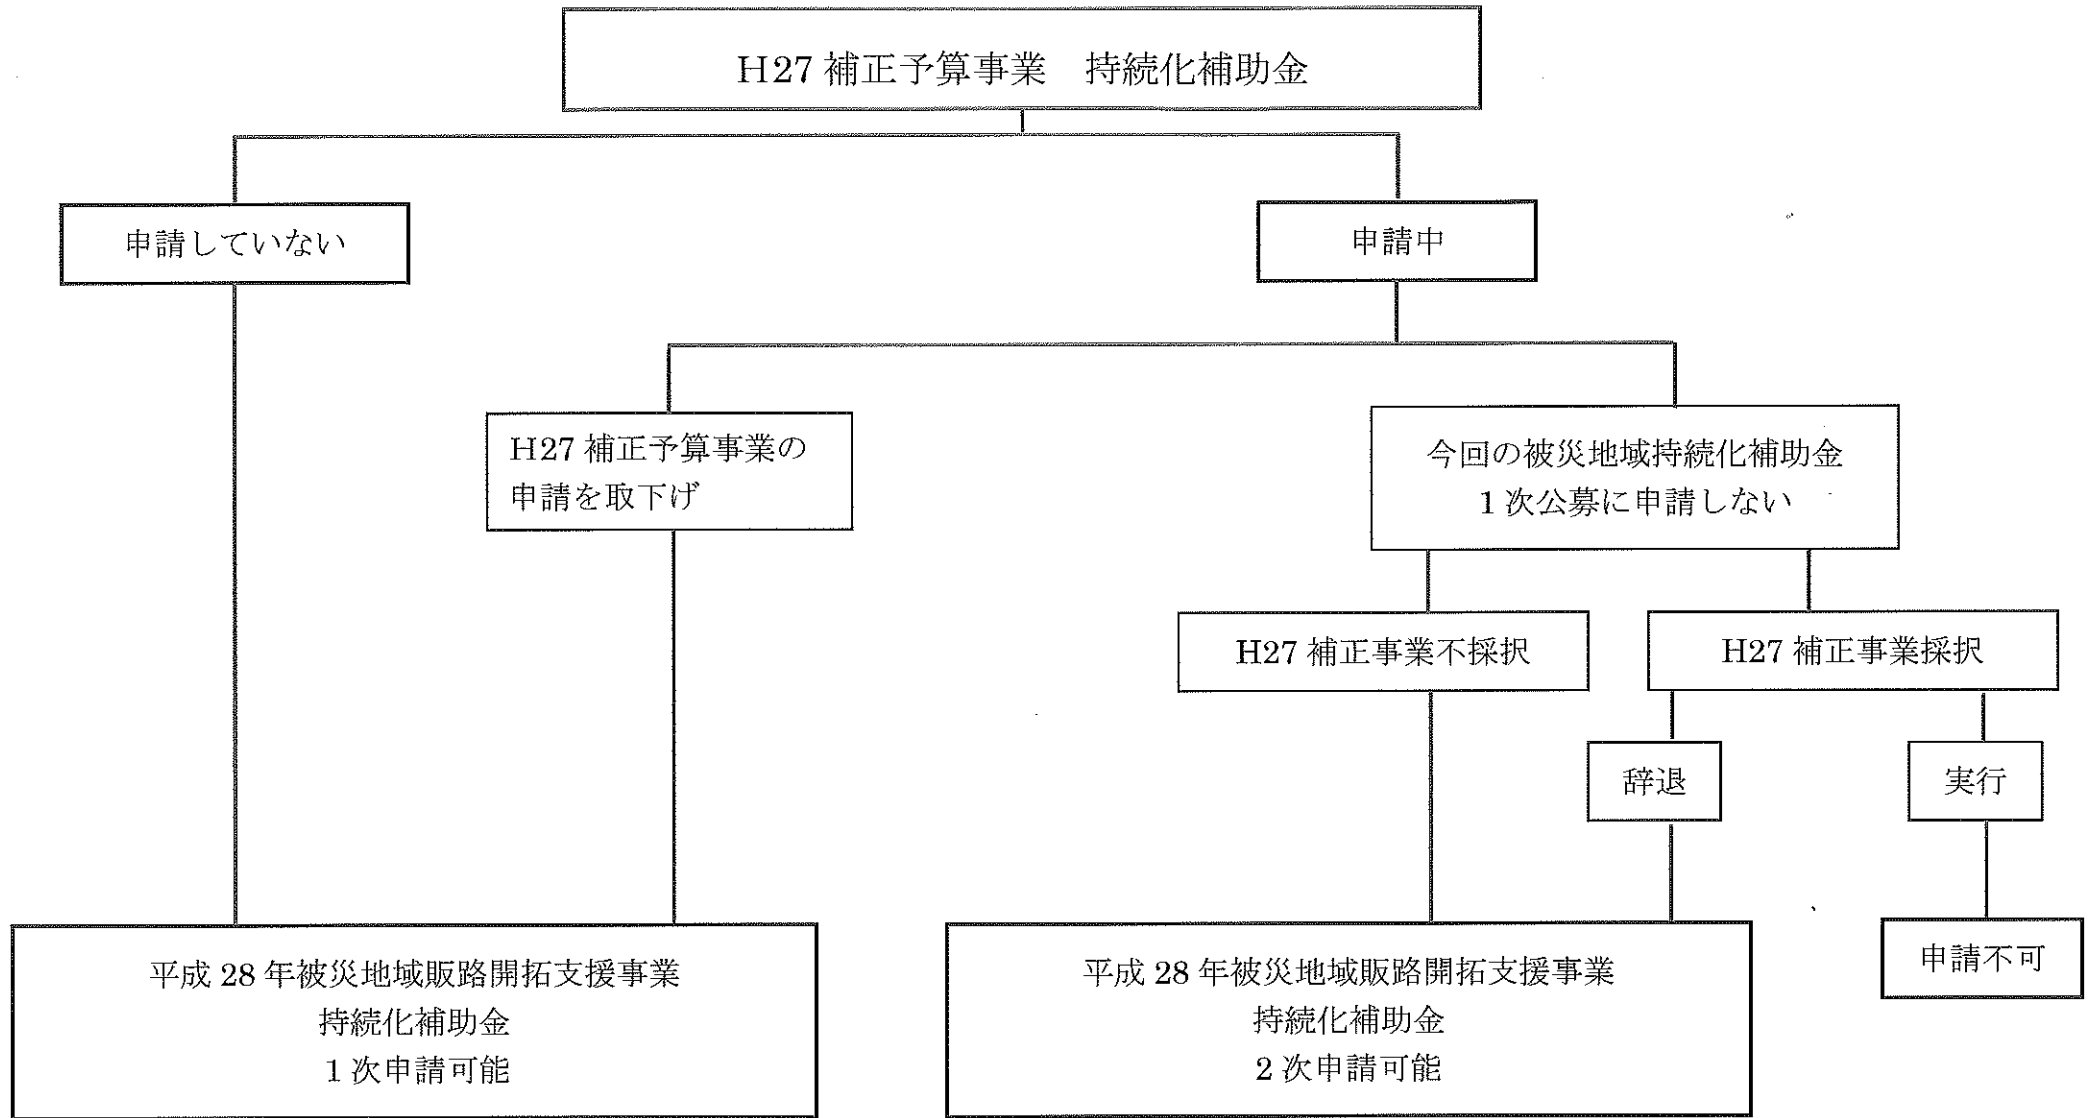 H27 補正予算事業　持続化補助金
申請していない
申請中
H27 補正予算事業の
申請を取下げ
今回の被災地域持続化補助金
1 次公募に申請しない
H27 補正事業不採択
H27 補正事業採択
辞退
実行
平成 28 年被災地域販路開拓支援事業
持続化補助金
1 次申請可能
平成 28 年被災地域販路開拓支援事業
持続化補助金
2 次申請可能
申請不可